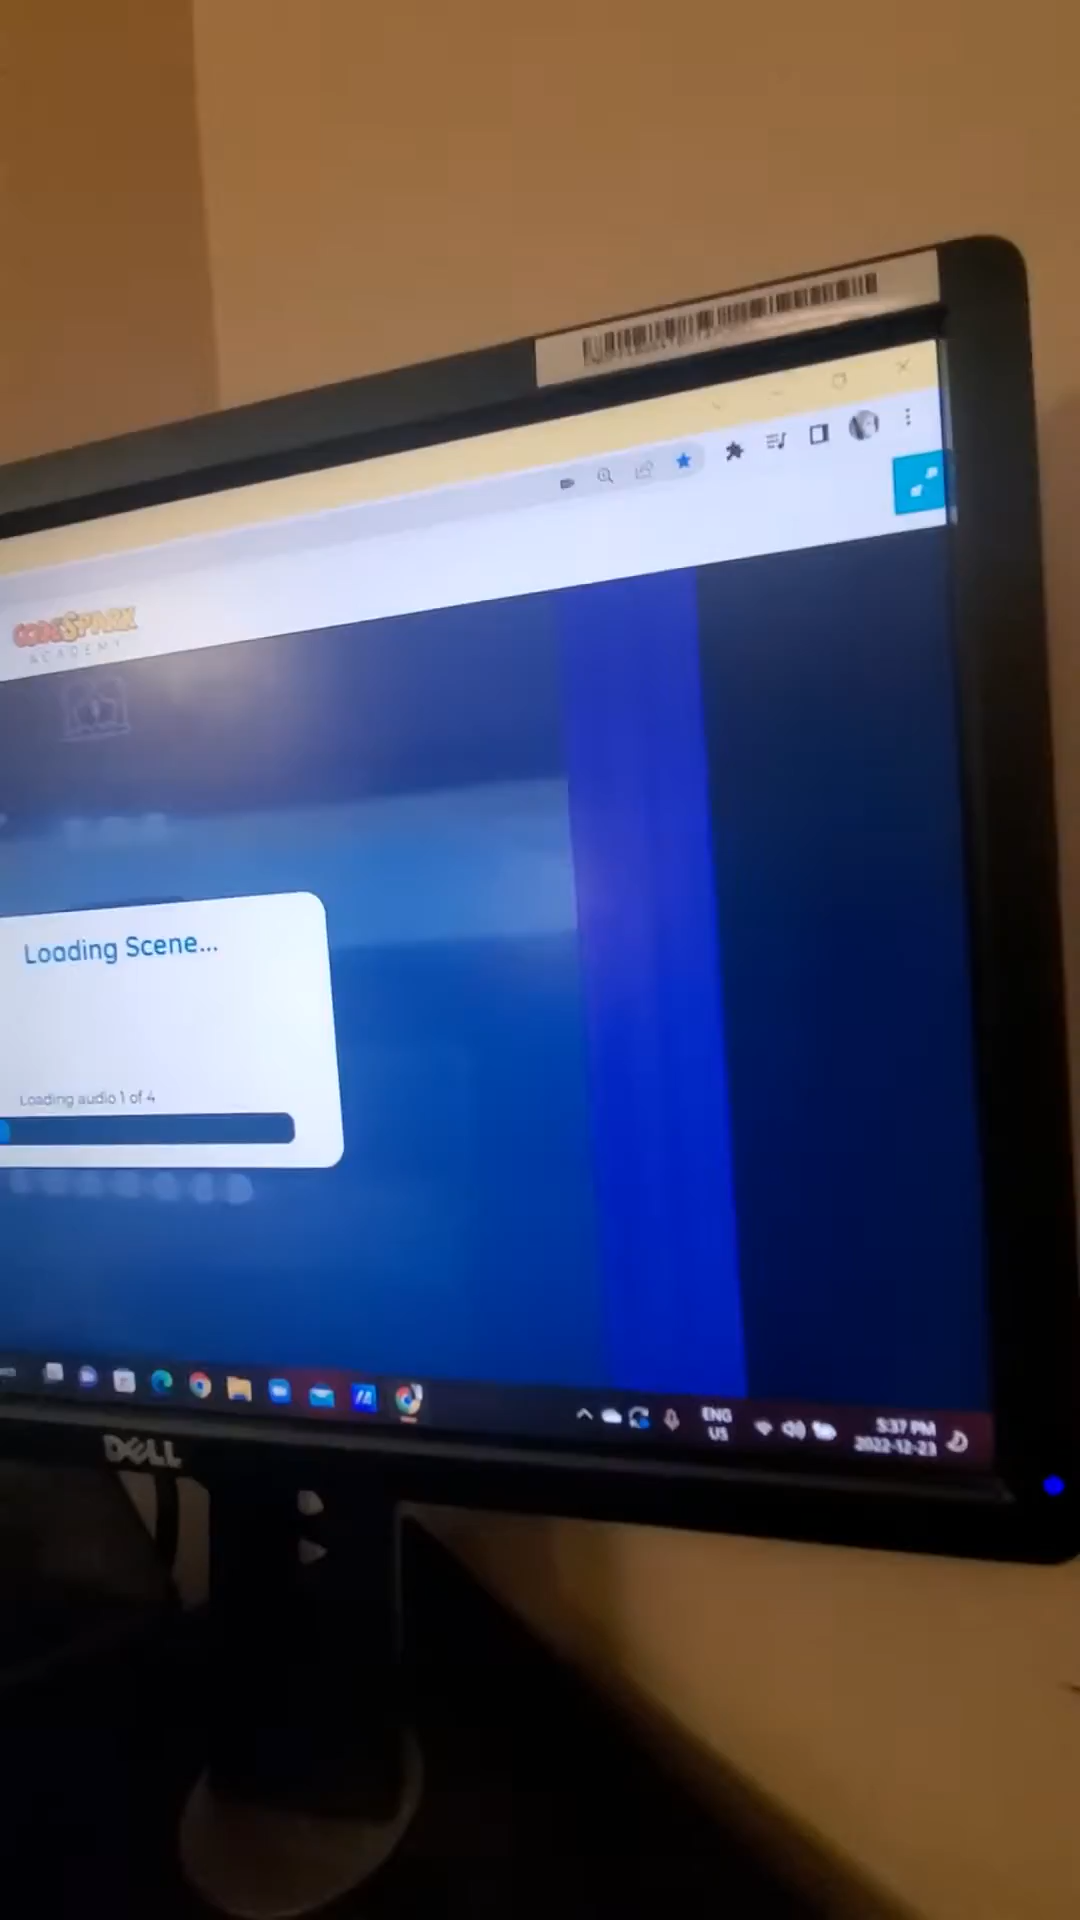 CODESPARK
ACADEMY
Loading Scene...
Loading audio 1 of 4
ENG
US
5:37 PM
2022-12-23
DELL